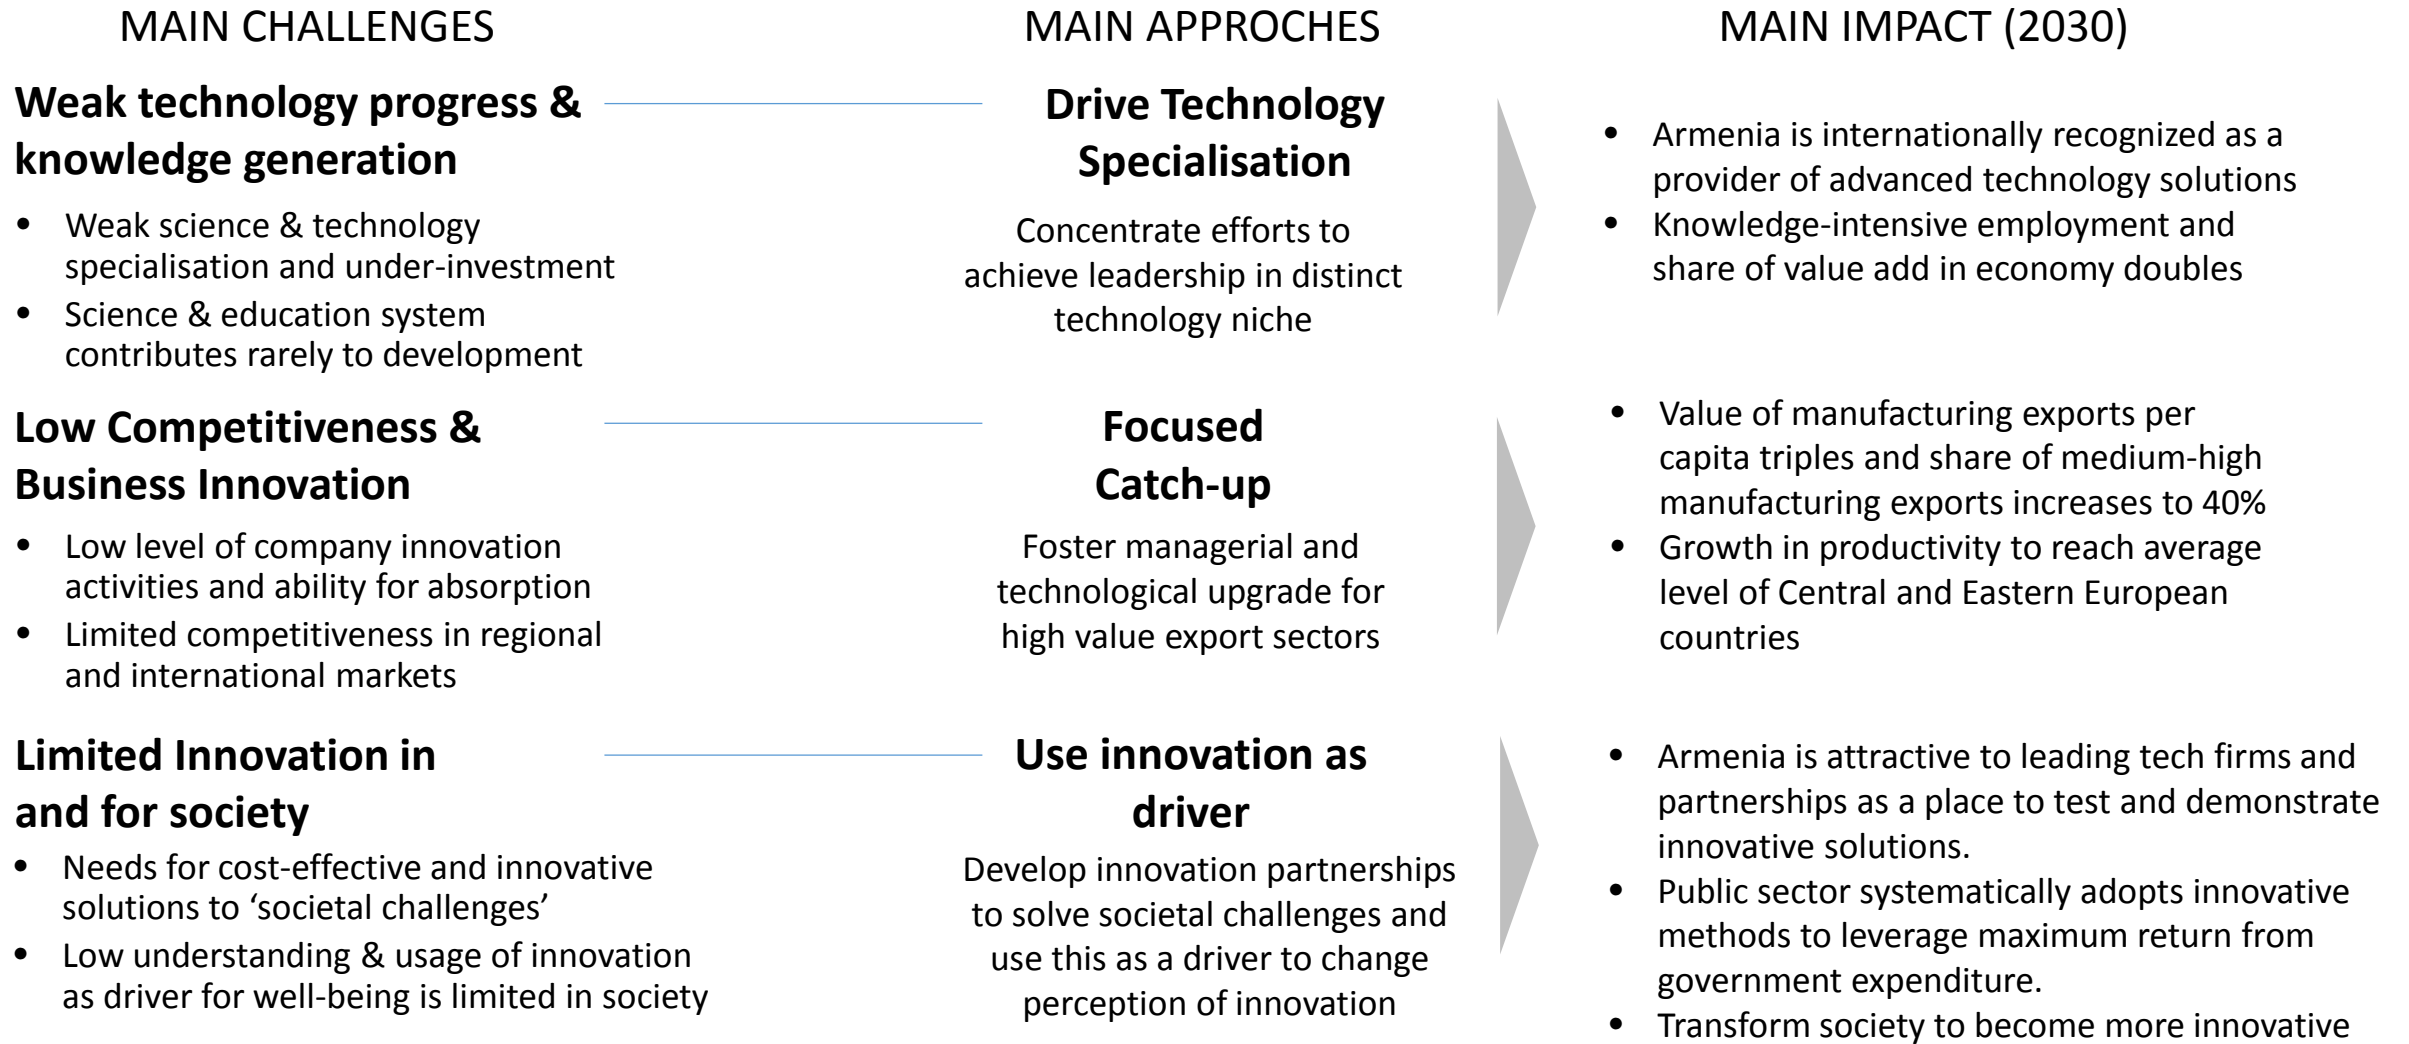 MAIN CHALLENGES
MAIN APPROCHES
MAIN IMPACT (2030)
Weak technology progress &
knowledge generation
• Weak science & technology
specialisation and under-investment
• Science & education system
contributes rarely to development
Drive Technology
Specialisation
Concentrate efforts to
achieve leadership in distinct
technology niche
• Armenia is internationally recognized as a
provider of advanced technology solutions
• Knowledge-intensive employment and
share of value add in economy doubles
Low Competitiveness &
Business Innovation
• Low level of company innovation
activities and ability for absorption
• Limited competitiveness in regional
and international markets
Focused
Catch-up
Foster managerial and
technological upgrade for
high value export sectors
• Value of manufacturing exports per
capita triples and share of medium-high
manufacturing exports increases to 40%
• Growth in productivity to reach average
level of Central and Eastern European
countries
Limited Innovation in
and for society
• Needs for cost-effective and innovative
solutions to ‘societal challenges’
• Low understanding & usage of innovation
as driver for well-being is limited in society
Use innovation as
driver
Develop innovation partnerships
to solve societal challenges and
use this as a driver to change
perception of innovation
• Armenia is attractive to leading tech firms and
partnerships as a place to test and demonstrate
innovative solutions.
• Public sector systematically adopts innovative
methods to leverage maximum return from
government expenditure.
• Transform society to become more innovative